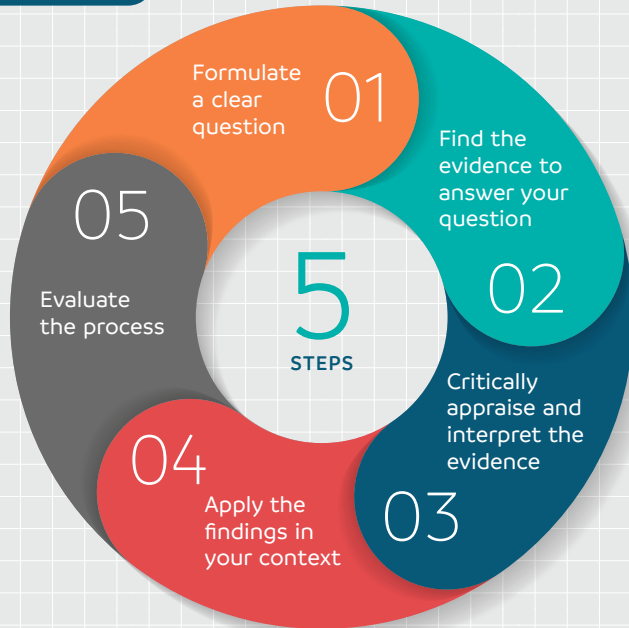 Formulate
a clear
question
01
Find the
evidence to
answer your
question
02
Critically
appraise and
interpret the
evidence
03
04
Apply the
findings in
your context
05
Evaluate
the process
5
STEPS